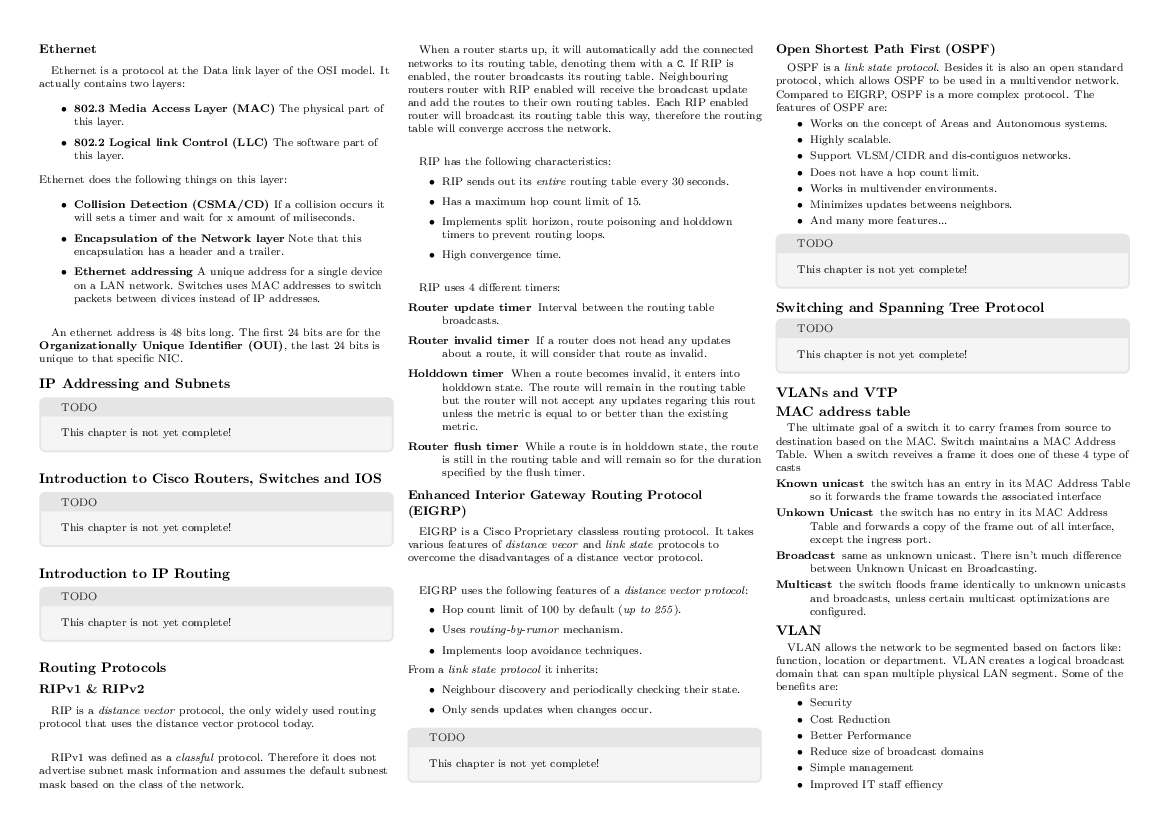 Ethernet
Ethernet is a protocol at the Data link layer of the OSI model. It
actually contains two layers:
• 802.3 Media Access Layer (MAC) The physical part of
this layer.
• 802.2 Logical link Control (LLC) The software part of
this layer.
Ethernet does the following things on this layer:
• Collision Detection (CSMA/CD) If a collision occurs it
will sets a timer and wait for x amount of miliseconds.
• Encapsulation of the Network layer Note that this
encapsulation has a header and a trailer.
• Ethernet addressing A unique address for a single device
on a LAN network. Switches uses MAC addresses to switch
packets between divices instead of IP addresses.
An ethernet address is 48 bits long. The first 24 bits are for the
Organizationally Unique Identifier (OUI), the last 24 bits is
unique to that specific NIC.
IP Addressing and Subnets
TODO
This chapter is not yet complete!
Introduction to Cisco Routers, Switches and IOS
TODO
This chapter is not yet complete!
Introduction to IP Routing
TODO
This chapter is not yet complete!
Routing Protocols
RIPv1 & RIPv2
RIP is a distance vector protocol, the only widely used routing
protocol that uses the distance vector protocol today.
RIPv1 was defined as a classful protocol. Therefore it does not
advertise subnet mask information and assumes the default subnest
mask based on the class of the network.
When a router starts up, it will automatically add the connected
networks to its routing table, denoting them with a C. If RIP is
enabled, the router broadcasts its routing table. Neighbouring
routers router with RIP enabled will receive the broadcast update
and add the routes to their own routing tables. Each RIP enabled
router will broadcast its routing table this way, therefore the routing
table will converge accross the network.
RIP has the following characteristics:
• RIP sends out its entire routing table every 30 seconds.
• Has a maximum hop count limit of 15.
• Implements split horizon, route poisoning and holddown
timers to prevent routing loops.
• High convergence time.
RIP uses 4 different timers:
Router update timer Interval between the routing table
broadcasts.
Router invalid timer If a router does not head any updates
about a route, it will consider that route as invalid.
Holddown timer When a route becomes invalid, it enters into
holddown state. The route will remain in the routing table
but the router will not accept any updates regaring this rout
unless the metric is equal to or better than the existing
metric.
Router flush timer While a route is in holddown state, the route
is still in the routing table and will remain so for the duration
specified by the flush timer.
Enhanced Interior Gateway Routing Protocol
(EIGRP)
EIGRP is a Cisco Proprietary classless routing protocol. It takes
various features of distance vecor and link state protocols to
overcome the disadvantages of a distance vector protocol.
EIGRP uses the following features of a distance vector protocol:
• Hop count limit of 100 by default (up to 255).
• Uses routing-by-rumor mechanism.
• Implements loop avoidance techniques.
From a link state protocol it inherits:
• Neighbour discovery and periodically checking their state.
• Only sends updates when changes occur.
TODO
This chapter is not yet complete!
Open Shortest Path First (OSPF)
OSPF is a link state protocol. Besides it is also an open standard
protocol, which allows OSPF to be used in a multivendor network.
Compared to EIGRP, OSPF is a more complex protocol. The
features of OSPF are:
• Works on the concept of Areas and Autonomous systems.
• Highly scalable.
• Support VLSM/CIDR and dis-contiguos networks.
• Does not have a hop count limit.
• Works in multivender environments.
• Minimizes updates betweens neighbors.
• And many more features...
TODO
This chapter is not yet complete!
Switching and Spanning Tree Protocol
TODO
This chapter is not yet complete!
VLANs and VTP
MAC address table
The ultimate goal of a switch it to carry frames from source to
destination based on the MAC. Switch maintains a MAC Address
Table. When a switch reveives a frame it does one of these 4 type of
casts
Known unicast the switch has an entry in its MAC Address Table
so it forwards the frame towards the associated interface
Unkown Unicast the switch has no entry in its MAC Address
Table and forwards a copy of the frame out of all interface,
except the ingress port.
Broadcast same as unknown unicast. There isn't much difference
between Unknown Unicast en Broadcasting.
Multicast the switch floods frame identically to unknown unicasts
and broadcasts, unless certain multicast optimizations are
configured.
VLAN
VLAN allows the network to be segmented based on factors like:
function, location or department. VLAN creates a logical broadcast
domain that can span multiple physical LAN segment. Some of the
benefits are:
• Security
• Cost Reduction
• Better Performance
• Reduce size of broadcast domains
• Simple management
• Improved IT staff effiency